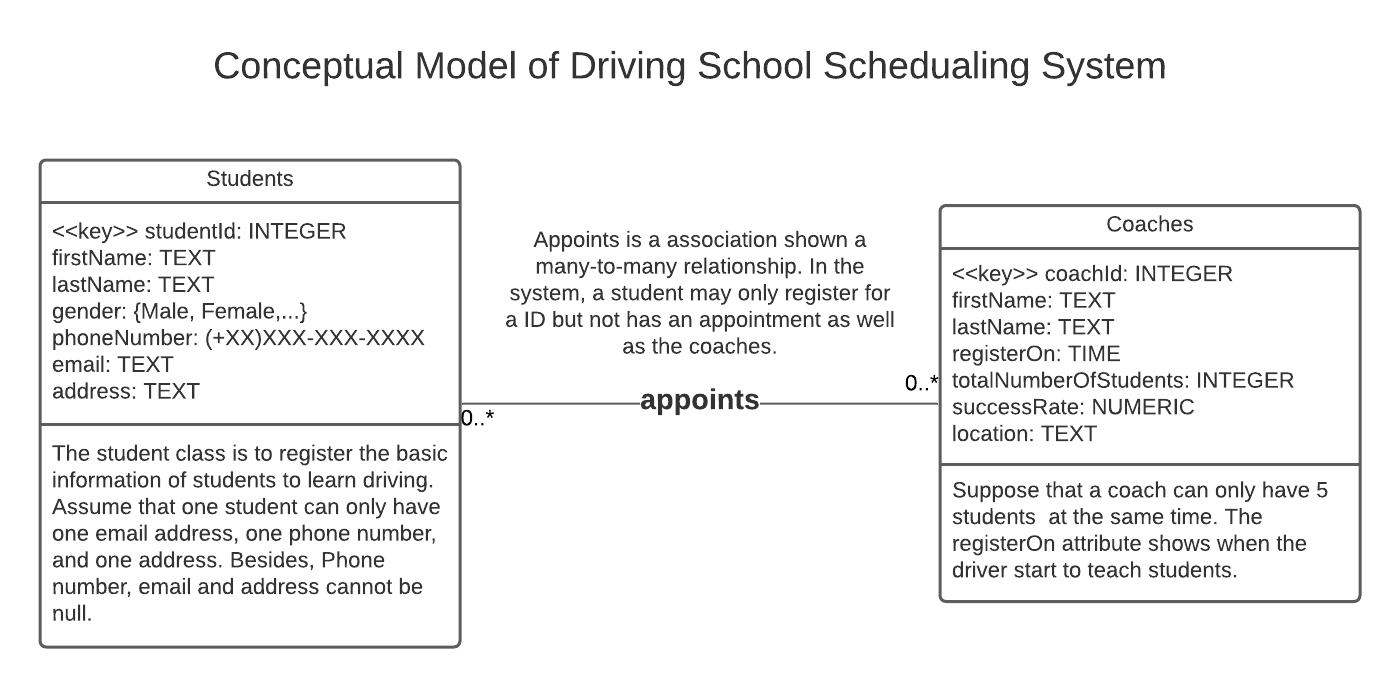 Conceptual Model of Driving School Schedualing System
Students
<<key>> studentId: INTEGER
firstName: TEXT
lastName: TEXT
gender: {Male, Female,...}
phoneNumber: (+XX)XXX-XXX-XXXX
email: TEXT
address: TEXT
The student class is to register the basic
information of students to learn driving.
Assume that one student can only have
one email address, one phone number,
and one address. Besides, Phone
number, email and address cannot be
null.
Appoints is a association shown a
many-to-many relationship. In the
system, a student may only register for
a ID but not has an appointment as well
as the coaches.
0..*
appoints
0..*
Coaches
<<key>> coachId: INTEGER
firstName: TEXT
lastName: TEXT
registerOn: TIME
totalNumberOfStudents: INTEGER
successRate: NUMERIC
location: TEXT
Suppose that a coach can only have 5
students  at the same time. The
registerOn attribute shows when the
driver start to teach students.